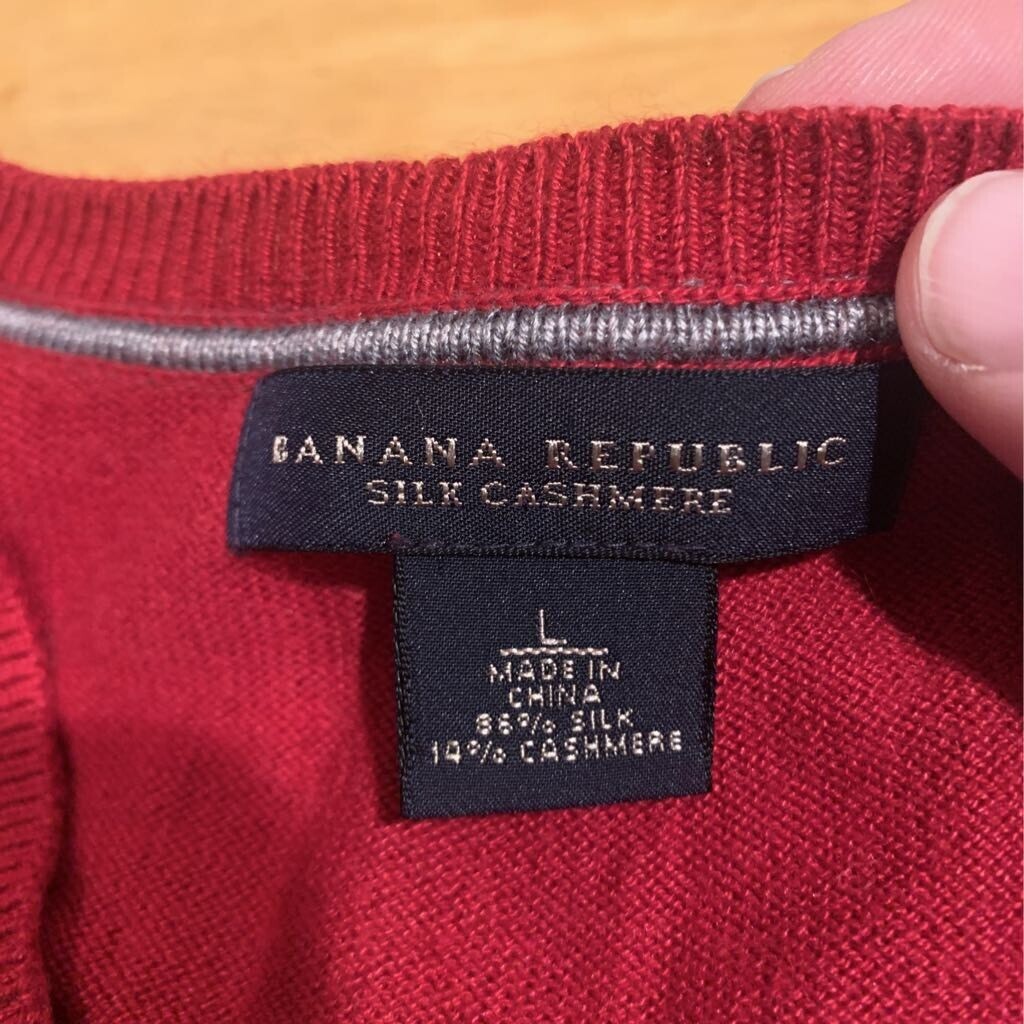 BANANA REPUBLIC
SILK CASHMERE
L
MADE IN
CHINA
86% SILK
14% CASHMERE